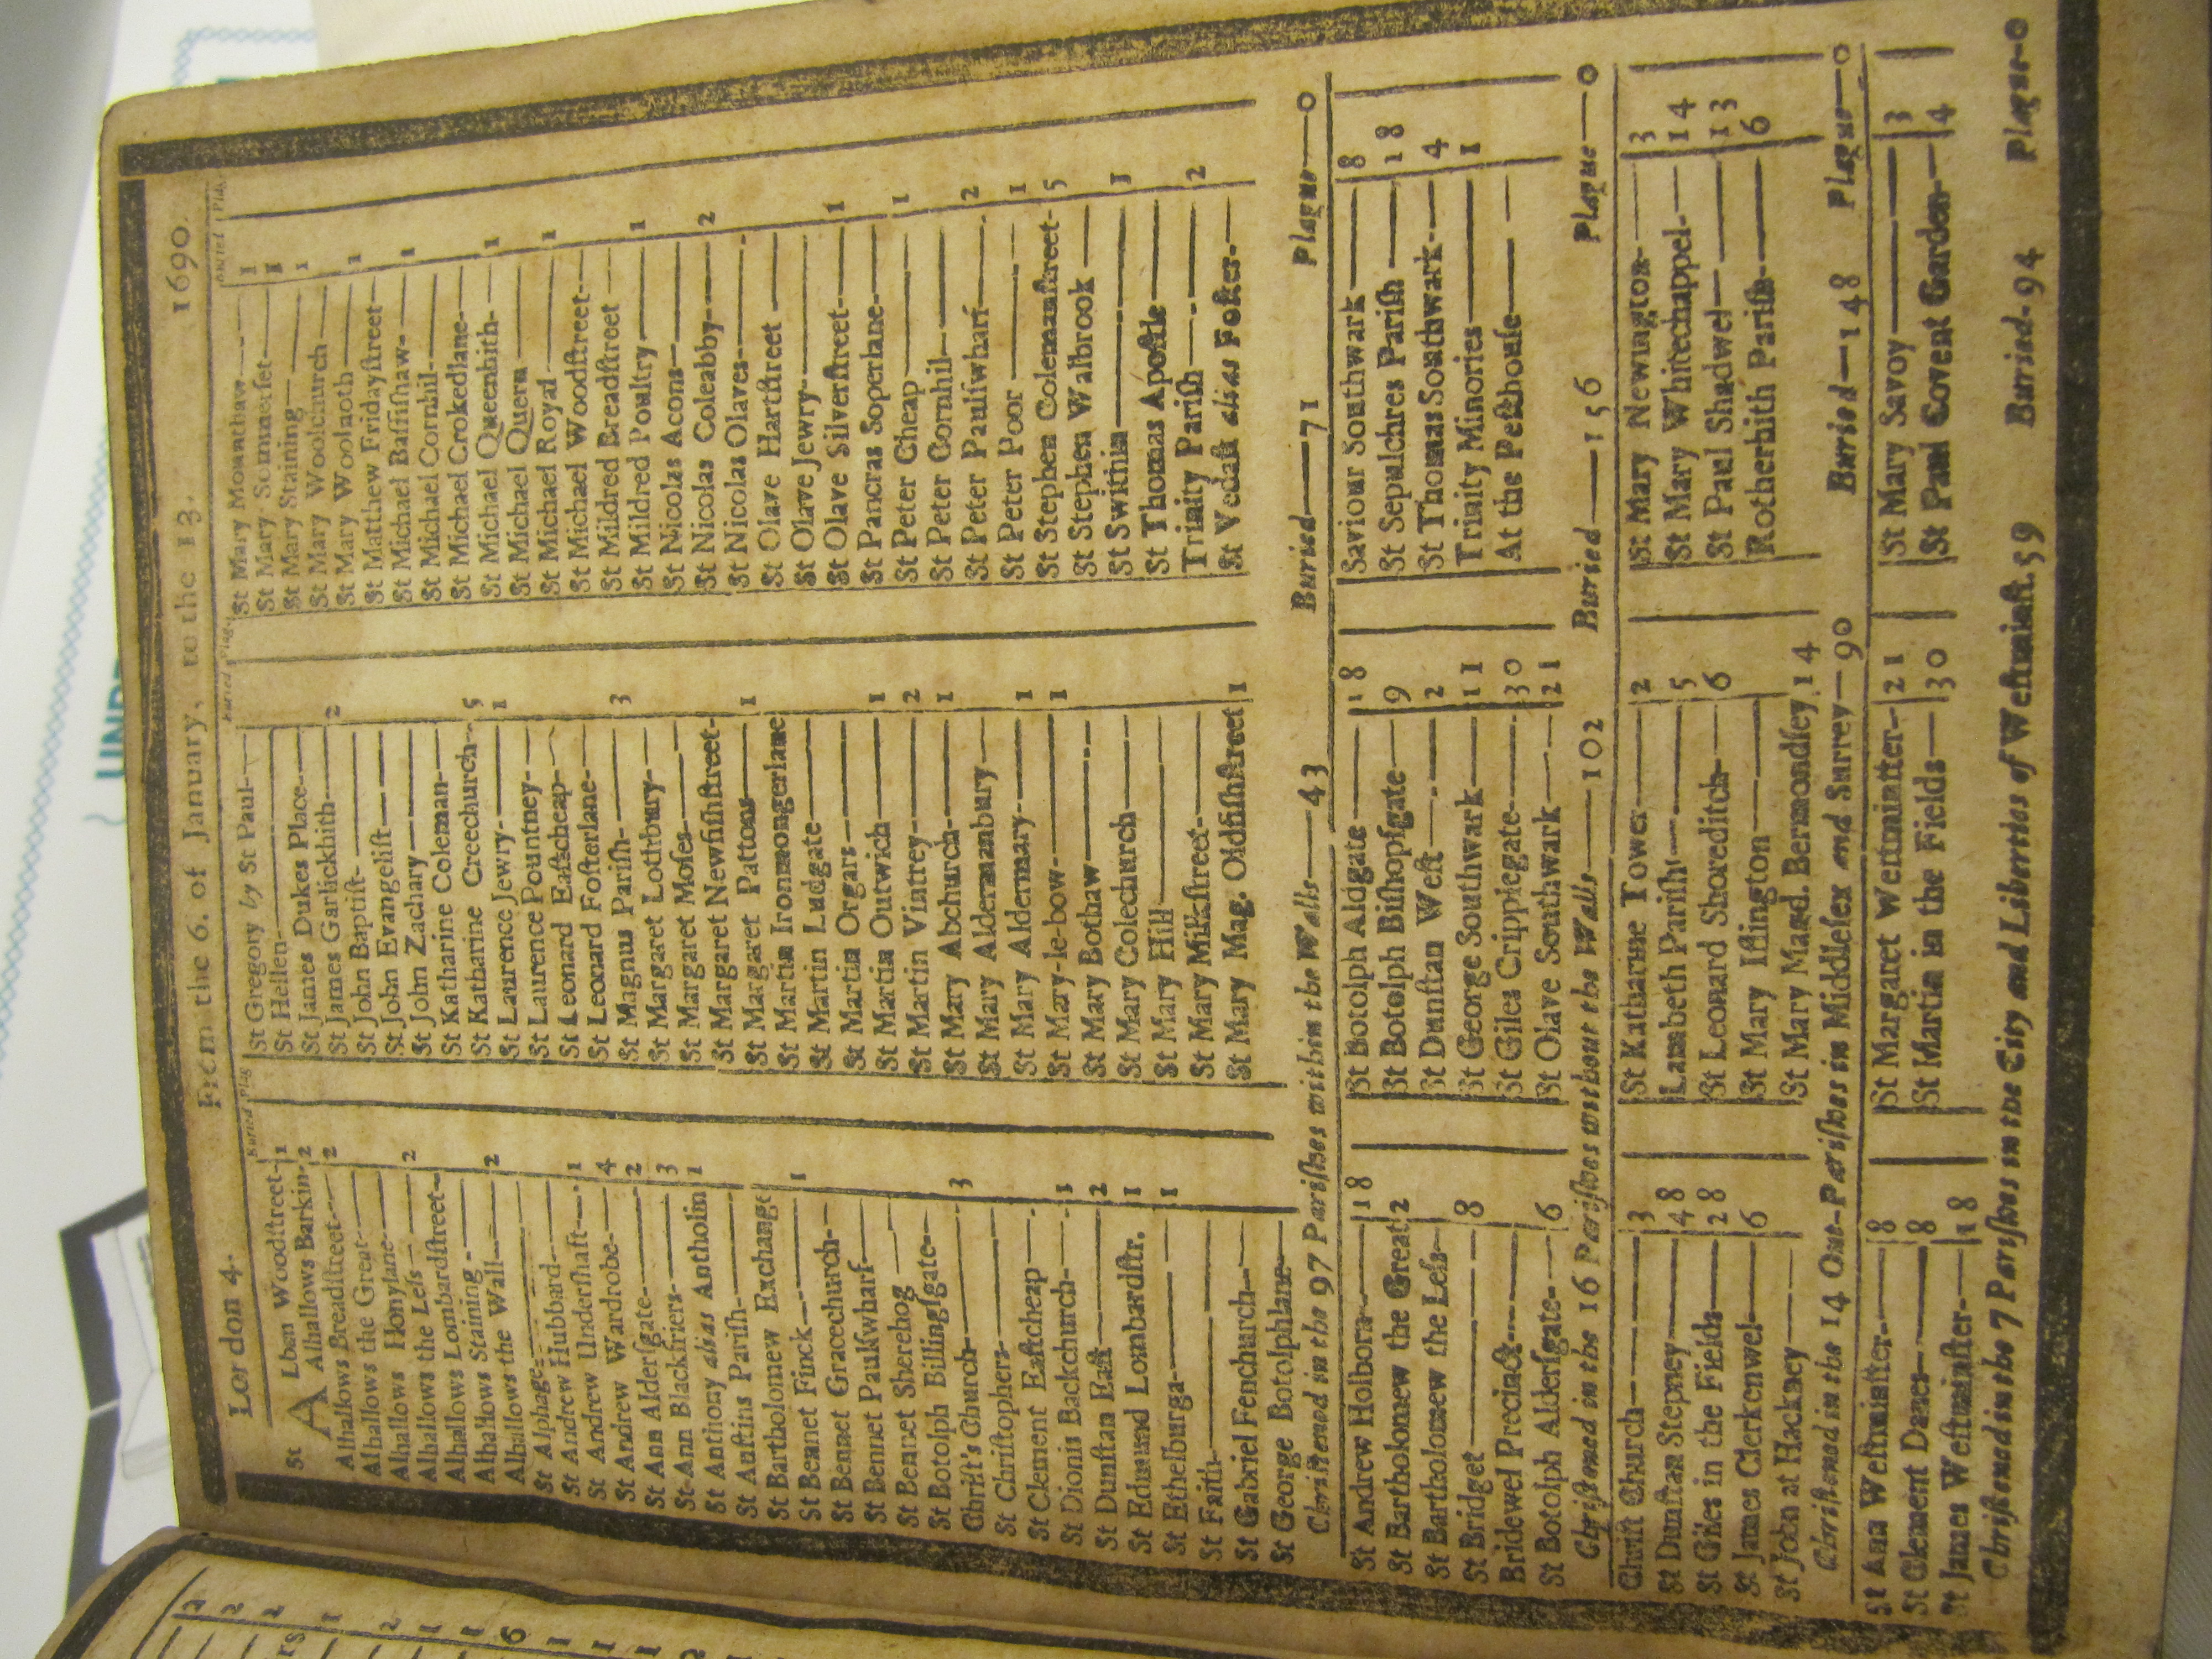 London 4.
From the 6. of January, to the 13.
1690.
Buried Plag.
St ALban Woodſtreet- 1
Alhallows Barkin- 2
Alhallows Breadſtreet- 2
Alhallows the Great-
Alhallows Honylane-
Alhallows the Leſs 2
Alhallows Lombardſtreet-
Alhallows Staining-
Alhallows the Wall- 2
St Alphage-
St Andrew Hubbard-
St Andrew Underſhaft- 1
St Andrew Wardrobe- 4
St Ann Alderſgate- 2
St Ann Blackfriers- 3
St Anthony alias Antholin 1
St Auſtins Pariſh-
St Bartholomew Exchange
St Bennet Finck- 1
St Bennet Gracechurch-
St Bennet Paulſwharf-
St Bennet Sherehog
St Botolph Billingſgate-
Chriſt's Church- 3
St Chriſtophers-
St Clement Eaſtcheap-
St Dionis Backchurch- 1
St Dunſtan Eaſt- 2
St Edmund Lombardſtr. 1
St Ethelburga- 1
St Faith-
St Gabriel Fenchurch-
St George Botolphlane-
Buried Plag.
St Gregory by St Paul-
St Hellen-
St James Dukes Place-
St James Garlickhith- 2
St John Baptiſt-
St John Evangeliſt-
St John Zachary-
St Katharine Coleman-
St Katharine Creechurch- 5
St Laurence Jewry- 1
St Laurence Pountney-
St Leonard Eaſtcheap-
St Leonard Foſterlane-
St Magnus Pariſh- 3
St Margaret Lothbury-
St Margaret Moſes-
St Margaret Newfiſhſtreet-
St Margaret Pattons- 1
St Martin Ironmongerlane
St Martin Ludgate-
St Martin Orgars-
St Martin Outwich- 1
St Martin Vintrey- 2
St Mary Abchurch- 1
St Mary Aldermanbury-
St Mary Aldermary- 1
St Mary-le-bow- 1
St Mary Bothaw-
St Mary Colechurch-
St Mary Hill-
St Mary Milkſtreet-
St Mary Mag. Oldfiſhſtreet 1
Buried Plag.
St Mary Mounthaw- 1
St Mary Sommerſet- 1
St Mary Staining- 1
St Mary Woolchurch-
St Mary Woolnoth- 1
St Matthew Fridayſtreet-
St Michael Baſſiſhaw- 1
St Michael Cornhil-
St Michael Crokedlane-
St Michael Queenhith- 1
St Michael Quern
St Michael Royal- 1
St Michael Woodſtreet-
St Mildred Breadſtreet
St Mildred Poultry- 1
St Nicolas Acons-
St Nicolas Coleabby- 2
St Nicolas Olaves-
St Olave Hartſtreet
St Olave Jewry-
St Olave Silverſtreet- 1
St Pancras Soperlane-
St Peter Cheap- 1
St Peter Cornhil-
St Peter Paulſwharf- 2
St Peter Poor 1
St Stephen Colemanſtreet- 5
St Stephen Walbrook
St Swithin- 1
St Thomas Apoſtle
Trinity Pariſh- 2
St Vedaſt alias Foſter-
Chriſtened in the 97 Pariſhes within the Walls—43 Buried—71 Plague—0
St Andrew Holborn- 18
St Bartholomew the Great 2
St Bartholomew the Leſs-
St Bridget- 8
Bridewel Precinct-
St Botolph Alderſgate- 6
St Botolph Aldgate- 18
St Botolph Biſhopſgate- 9
St Dunſtan Weſt- 2
St George Southwark- 11
St Giles Cripplegate- 30
St Olave Southwark- 21
Saviour Southwark- 8
St Sepulchres Pariſh 18
St Thomas Southwark- 4
Trinity Minories- 1
At the Peſthouſe-
Chriſtened in the 16 Pariſhes without the Walls—102 Buried—156 Plague—0
Chriſt Church- 3
St Dunſtan Stepney- 48
St Giles in the Fields- 28
St James Clerkenwel- 6
St John at Hackney-
St Katharine Tower- 2
Lambeth Pariſh- 5
St Leonard Shoreditch- 6
St Mary Iſlington
St Mary Magd. Bermondſey 14
St Mary Newington- 3
St Mary Whitechappel- 14
St Paul Shadwel- 13
Rotherhith Pariſh- 6
Chriſtened in the 14 Out-Pariſhes in Middleſex and Surrey—90 Buried—148 Plague—0
St Ann Weſtminſter- 8
St Clement Danes- 8
St James Weſtminſter- 18
St Margaret Weſtminſter- 21
St Martin in the Fields- 30
St Mary Savoy- 3
St Paul Covent Garden- 4
Chriſtened in the 7 Pariſhes in the City and Liberties of Weſtminſt. 59 Buried-94 Plague-0